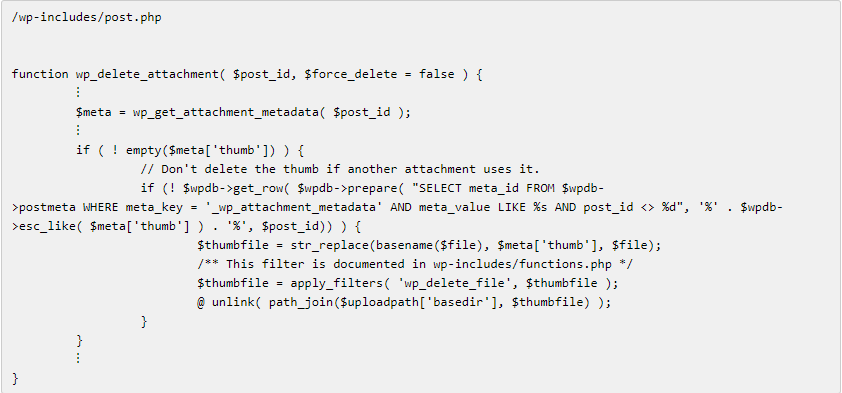 /wp-includes/post.php
function wp_delete_attachment( $post_id, $force_delete = false ) {
⋮
$meta = wp_get_attachment_metadata( $post_id );
⋮
if ( ! empty($meta['thumb']) ) {
// Don't delete the thumb if another attachment uses it.
if (! $wpdb->get_row( $wpdb->prepare( "SELECT meta_id FROM $wpdb-
>postmeta WHERE meta_key = '_wp_attachment_metadata' AND meta_value LIKE %s AND post_id <> %d", '%' . $wpdb-
>esc_like( $meta['thumb'] ) . '%', $post_id)) ) {
$thumbfile = str_replace(basename($file), $meta['thumb'], $file);
/** This filter is documented in wp-includes/functions.php */
$thumbfile = apply_filters( 'wp_delete_file', $thumbfile );
@ unlink( path_join($uploadpath['basedir'], $thumbfile) );
}
}
⋮
}